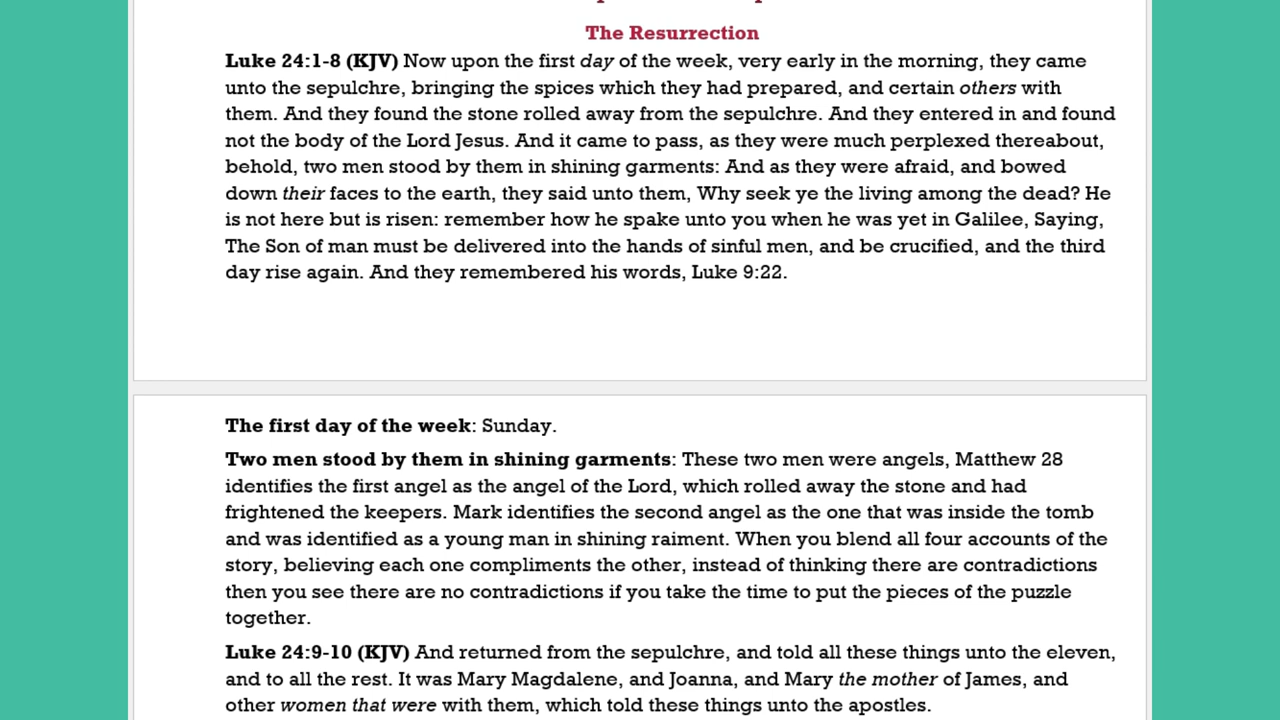 The Resurrection
Luke 24:1-8 (KJV) Now upon the first day of the week, very early in the morning, they came
unto the sepulchre, bringing the spices which they had prepared, and certain others with
them. And they found the stone rolled away from the sepulchre. And they entered in and found
not the body of the Lord Jesus. And it came to pass, as they were much perplexed thereabout,
behold, two men stood by them in shining garments: And as they were afraid, and bowed
down their faces to the earth, they said unto them, Why seek ye the living among the dead? He
is not here but is risen: remember how he spake unto you when he was yet in Galilee, Saying,
The Son of man must be delivered into the hands of sinful men, and be crucified, and the third
day rise again. And they remembered his words, Luke 9:22.
The first day of the week: Sunday.
Two men stood by them in shining garments: These two men were angels, Matthew 28
identifies the first angel as the angel of the Lord, which rolled away the stone and had
frightened the keepers. Mark identifies the second angel as the one that was inside the tomb
and was identified as a young man in shining raiment. When you blend all four accounts of the
story, believing each one compliments the other, instead of thinking there are contradictions
then you see there are no contradictions if you take the time to put the pieces of the puzzle
together.
Luke 24:9-10 (KJV) And returned from the sepulchre, and told all these things unto the eleven,
and to all the rest. It was Mary Magdalene, and Joanna, and Mary the mother of James, and
other women that were with them, which told these things unto the apostles.